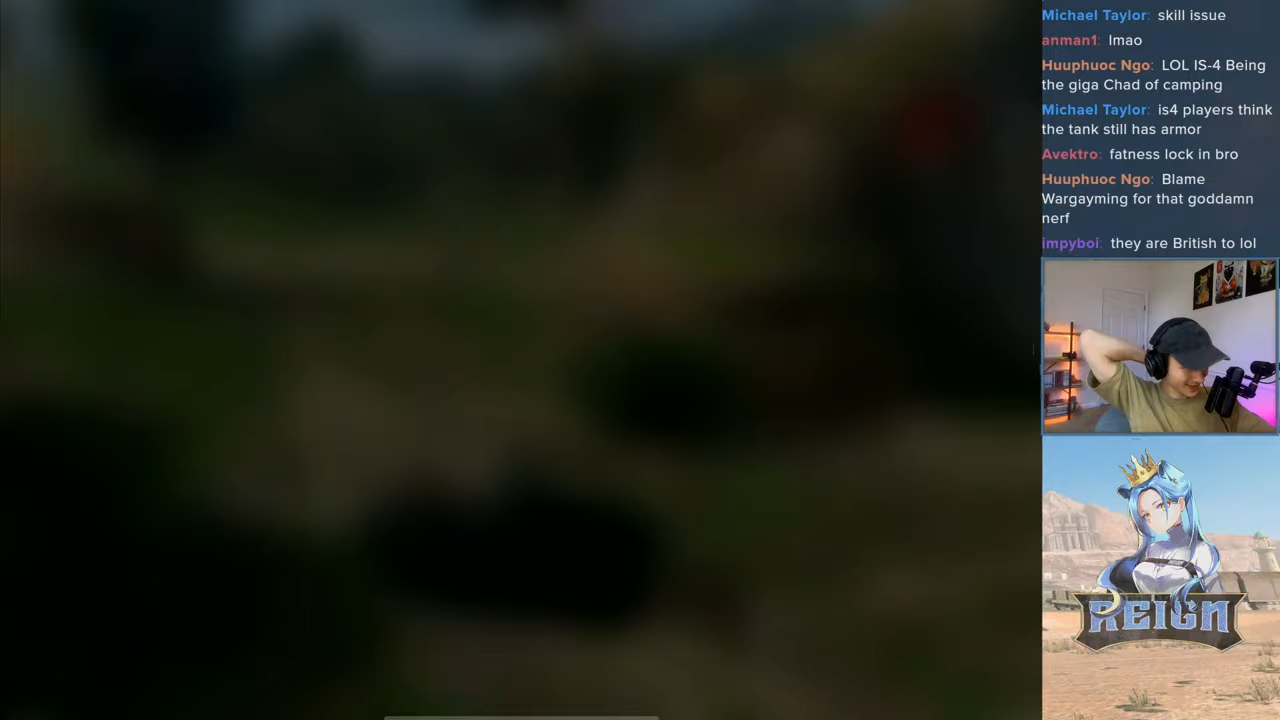 Michael Taylor: skill issue
anman1: lmao
Huuphuoc Ngo: LOL IS-4 Being
the giga Chad of camping
Michael Taylor: is4 players think
the tank still has armor
Avektro: fatness lock in bro
Huuphuoc Ngo: Blame
Wargayming for that goddamn
nerf
impyboi: they are British to lol
REIGN